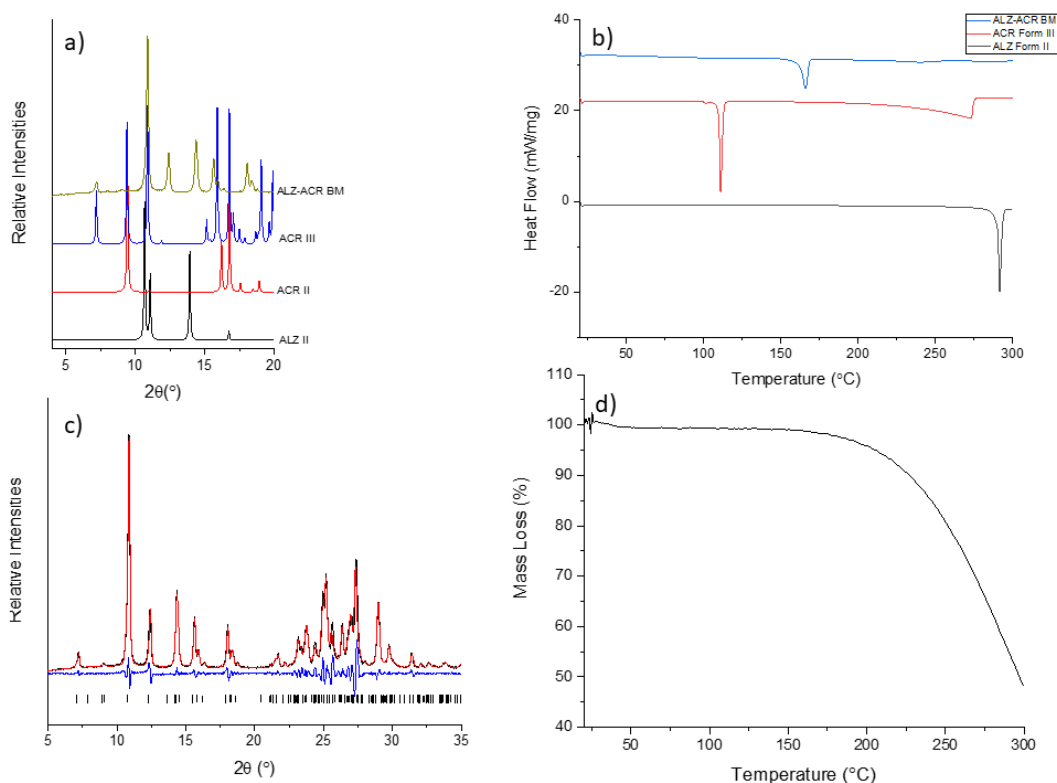 a)
Relative Intensities
ALZ-ACR BM
ACR III
ACR II
ALZ II
5 10 15 20
2θ(°)
b)
ALZ-ACR BM
ACR Form III
ALZ Form II
Heat Flow (mW/mg)
40
20
0
-20
50 100 150 200 250 300
Temperature (°C)
c)
Relative Intensities
5 10 15 20 25 30 35
2θ (°)
d)
Mass Loss (%)
110
100
90
80
70
60
50
40
50 100 150 200 250 300
Temperature (°C)